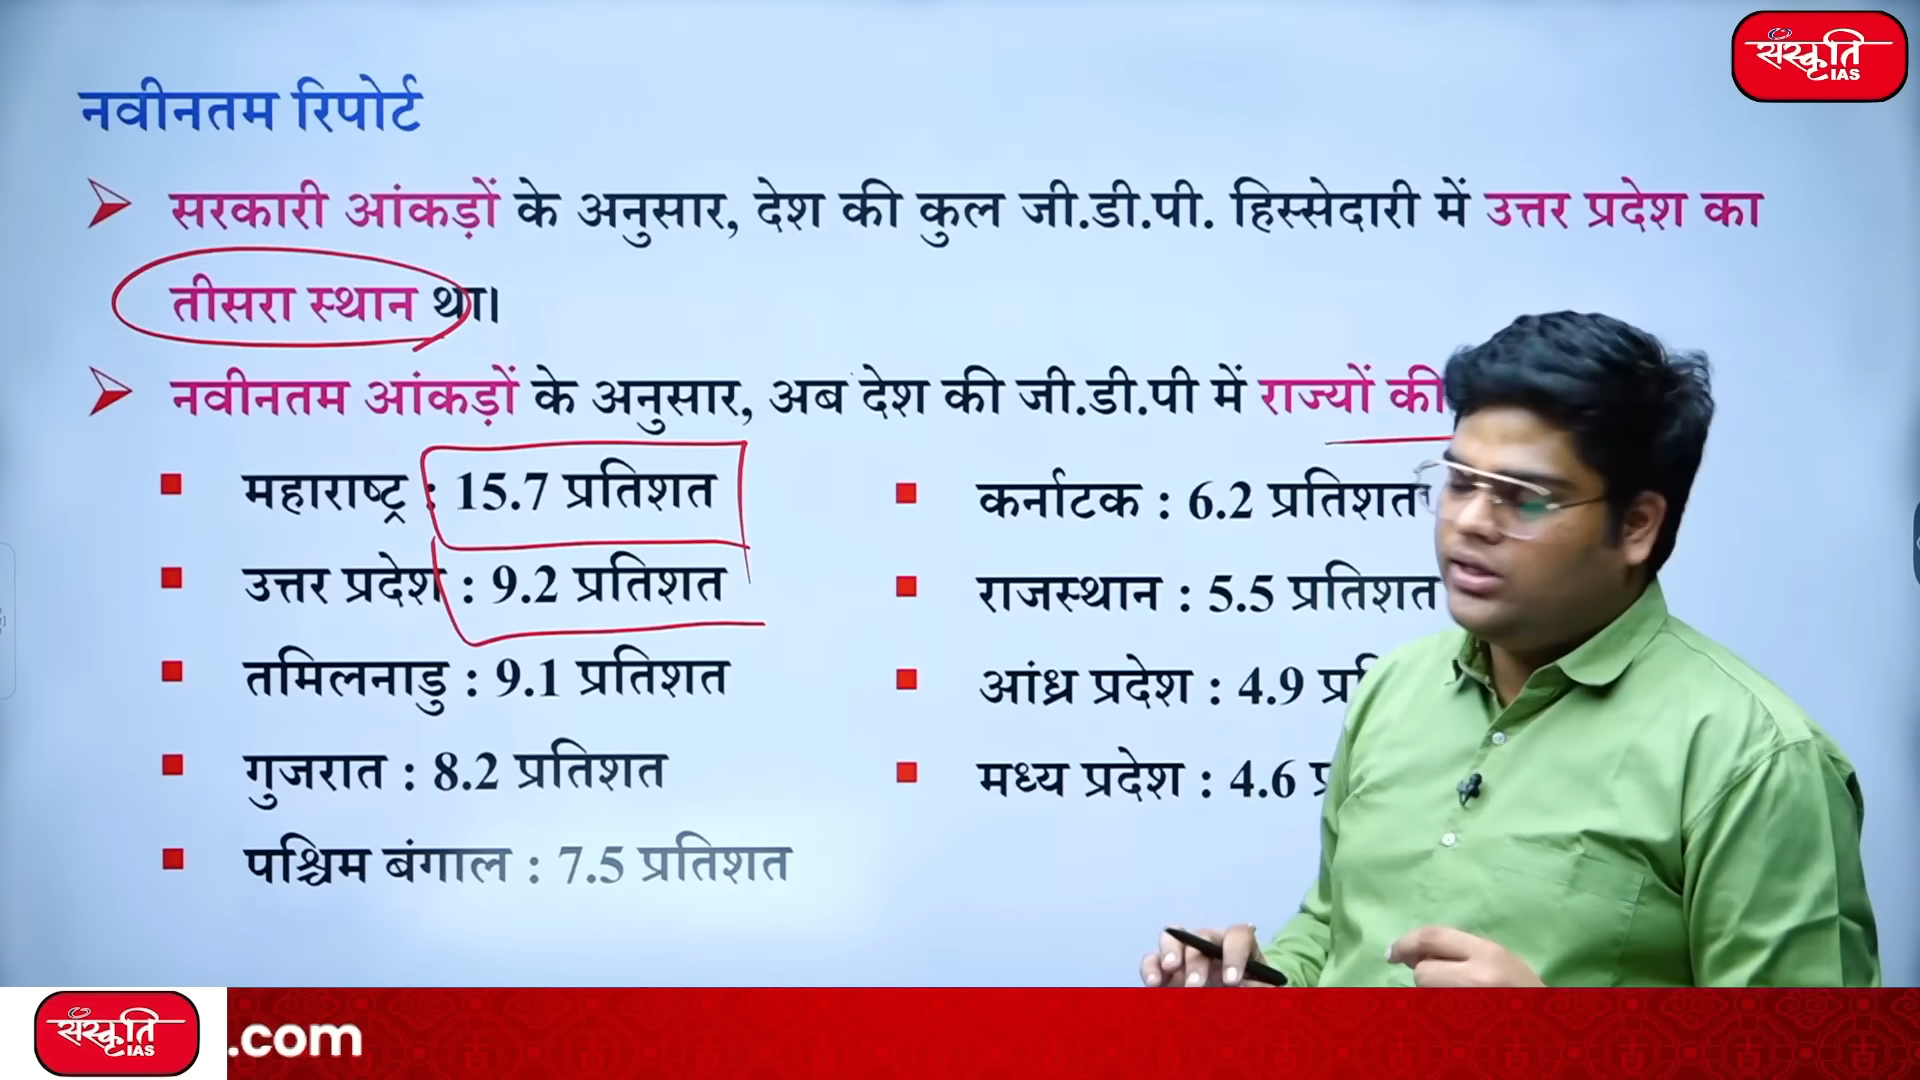 संस्कृति
IAS
नवीनतम रिपोर्ट
सरकारी आंकड़ों के अनुसार, देश की कुल जी.डी.पी. हिस्सेदारी में उत्तर प्रदेश का
तीसरा स्थान था।
नवीनतम आंकड़ों के अनुसार, अब देश की जी.डी.पी में राज्यों की
महाराष्ट्र : 15.7 प्रतिशत
उत्तर प्रदेश : 9.2 प्रतिशत
तमिलनाडु : 9.1 प्रतिशत
गुजरात : 8.2 प्रतिशत
पश्चिम बंगाल : 7.5 प्रतिशत
कर्नाटक : 6.2 प्रतिशत
राजस्थान : 5.5 प्रतिशत
आंध्र प्रदेश : 4.9
मध्य प्रदेश : 4.6
संस्कृति
IAS
.com